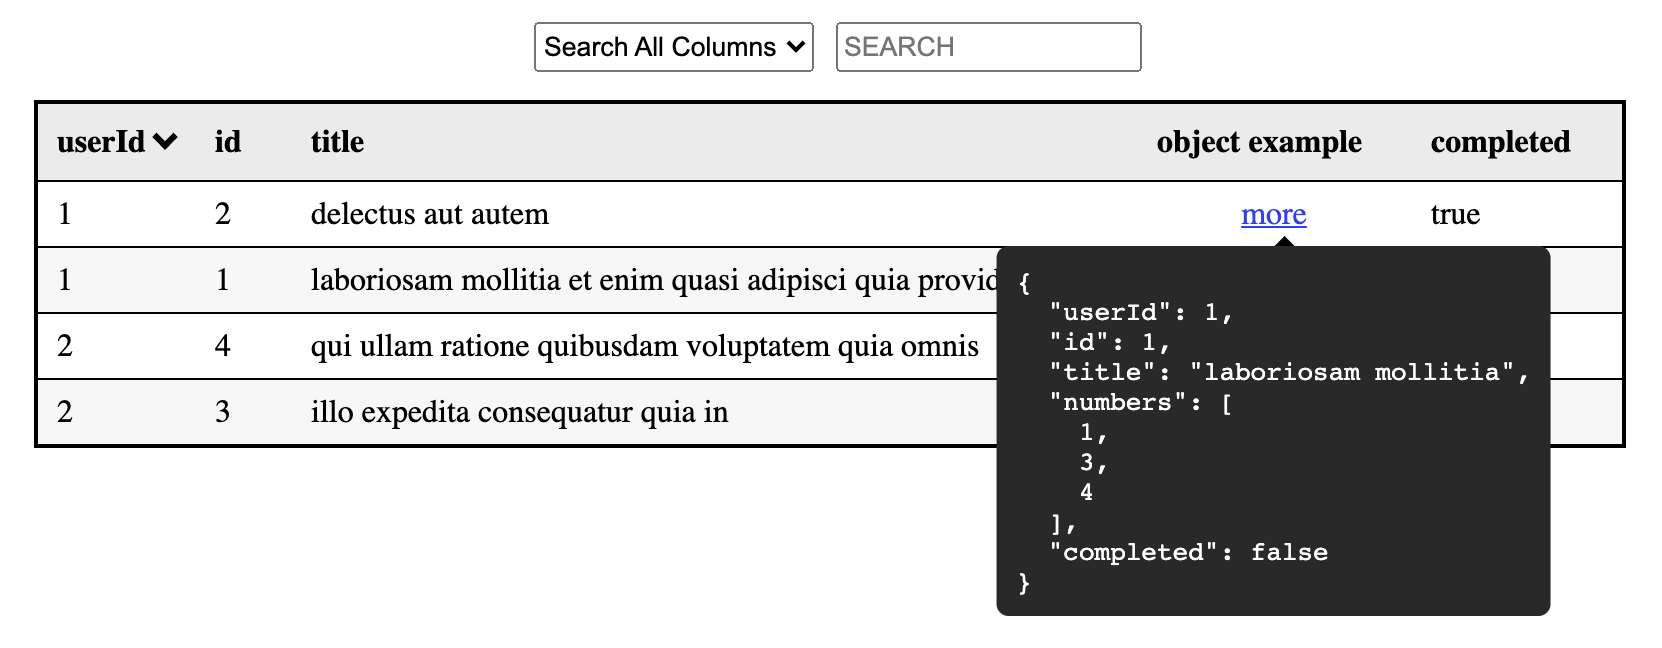 Search All Columns SEARCH
userId id title object example completed
1 2 delectus aut autem more true
1 1 laboriosam mollitia et enim quasi adipisci quia
2 4 qui ullam ratione quibusdam voluptatem quia omnis
2 3 illo expedita consequatur quia in
{
  "userId": 1,
  "id": 1,
  "title": "laboriosam mollitia",
  "numbers": [
    1,
    3,
    4
  ],
  "completed": false
}